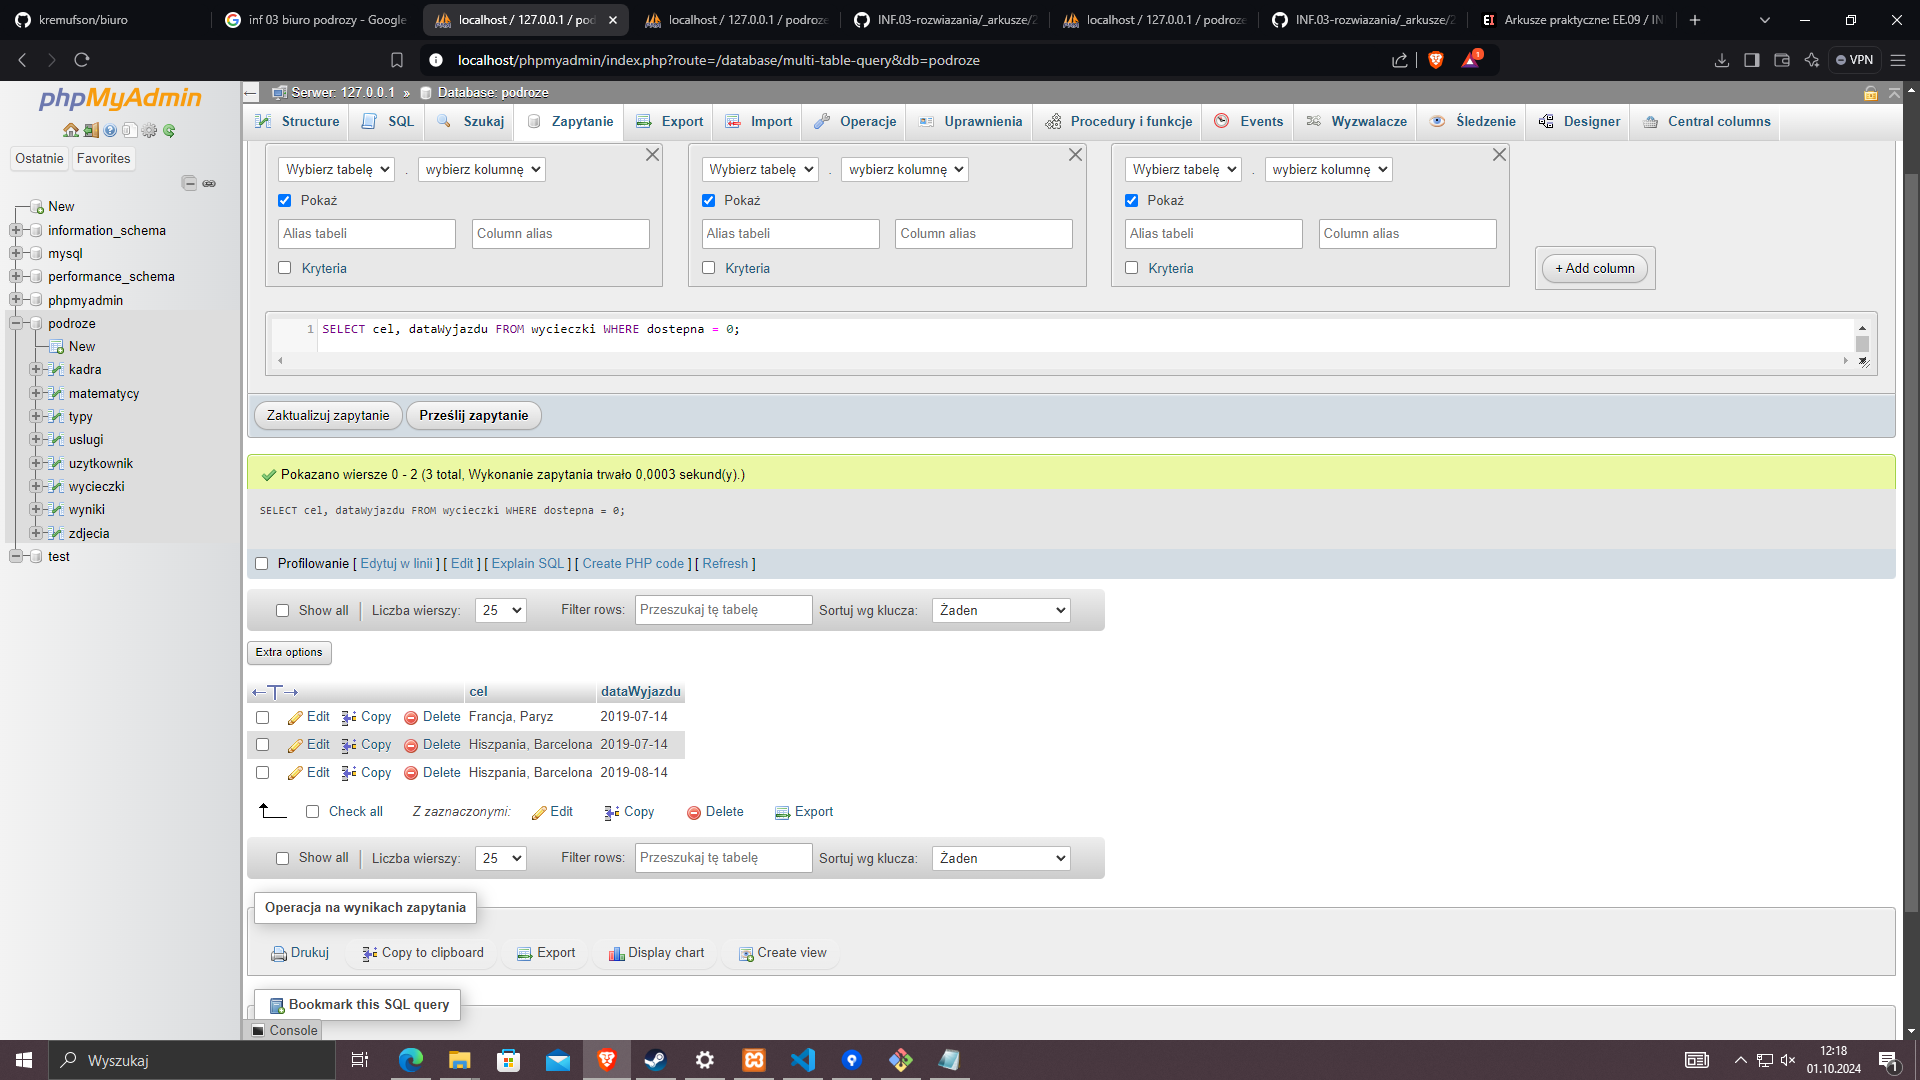 kremufson/biuro
inf 03 biuro podrozy - Google
localhost / 127.0.0.1 / pod
localhost / 127.0.0.1 / podroze
INF.03-rozwiazania/_arkusze/2
localhost / 127.0.0.1 / podroze
INF.03-rozwiazania/_arkusze/2
Arkusze praktyczne: EE.09 / IN
localhost/phpmyadmin/index.php?route=/database/multi-table-query&db=podroze
1
VPN
phpMyAdmin
Ostatnie Favorites
New
information_schema
mysql
performance_schema
phpmyadmin
podroze
New
kadra
matematycy
typy
uslugi
uzytkownik
wycieczki
wyniki
zdjecia
test
Serwer: 127.0.0.1 » Database: podroze
Structure SQL Szukaj Zapytanie Export Import Operacje Uprawnienia Procedury i funkcje Events Wyzwalacze Śledzenie Designer Central columns
Wybierz tabelę . wybierz kolumnę Wybierz tabelę . wybierz kolumnę Wybierz tabelę . wybierz kolumnę
Pokaż Pokaż Pokaż
Alias tabeli Column alias Alias tabeli Column alias Alias tabeli Column alias
Kryteria Kryteria Kryteria + Add column
1 SELECT cel, dataWyjazdu FROM wycieczki WHERE dostepna = 0;
Zaktualizuj zapytanie Prześlij zapytanie
Pokazano wiersze 0 - 2 (3 total, Wykonanie zapytania trwało 0,0003 sekund(y).)
SELECT cel, dataWyjazdu FROM wycieczki WHERE dostepna = 0;
Profilowanie [ Edytuj w linii ] [ Edit ] [ Explain SQL ] [ Create PHP code ] [ Refresh ]
Show all Liczba wierszy: 25 Filter rows: Przeszukaj tę tabelę Sortuj wg klucza: Żaden
Extra options
←T→ cel dataWyjazdu
Edit Copy Delete Francja, Paryz 2019-07-14
Edit Copy Delete Hiszpania, Barcelona 2019-07-14
Edit Copy Delete Hiszpania, Barcelona 2019-08-14
Check all Z zaznaczonymi: Edit Copy Delete Export
Show all Liczba wierszy: 25 Filter rows: Przeszukaj tę tabelę Sortuj wg klucza: Żaden
Operacja na wynikach zapytania
Drukuj Copy to clipboard Export Display chart Create view
Bookmark this SQL query
Console
Wyszukaj
12:18
01.10.2024
1